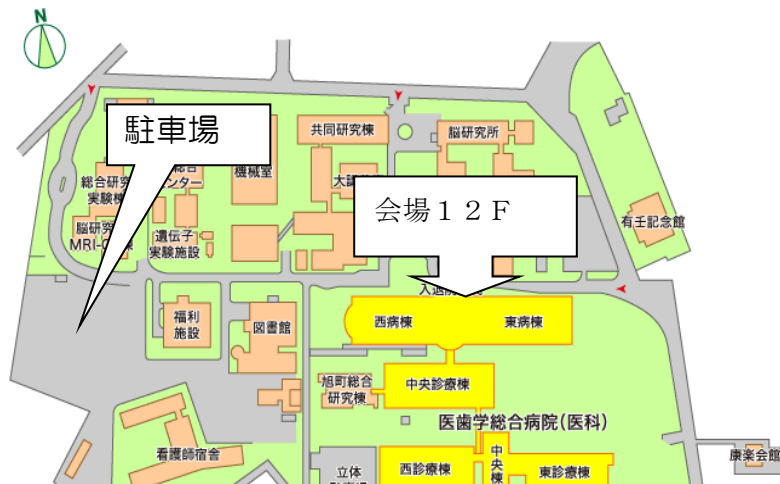 N
駐車場
共同研究棟
脳研究所
機械室
総合研究
実験棟
センター
会場１２Ｆ
有壬記念館
脳研究
MRI-C
遺伝子
実験施設
西病棟
東病棟
福利
施設
図書館
旭町総合
研究棟
中央診療棟
医歯学総合病院(医科)
看護師宿舎
立体
西診療棟
中央棟
東診療棟
康楽会館